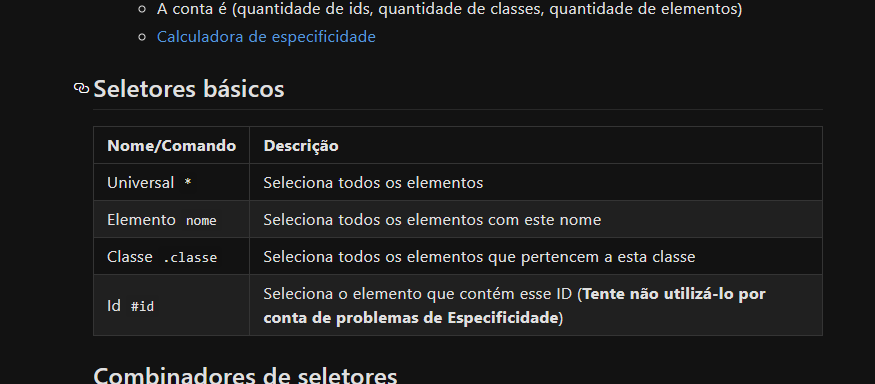 A conta é (quantidade de ids, quantidade de classes, quantidade de elementos)
Calculadora de especificidade
Seletores básicos
Nome/Comando Descrição
Universal * Seleciona todos os elementos
Elemento nome Seleciona todos os elementos com este nome
Classe .classe Seleciona todos os elementos que pertencem a esta classe
Id #id Seleciona o elemento que contém esse ID (Tente não utilizá-lo por
conta de problemas de Especificidade)
Combinadores de seletores